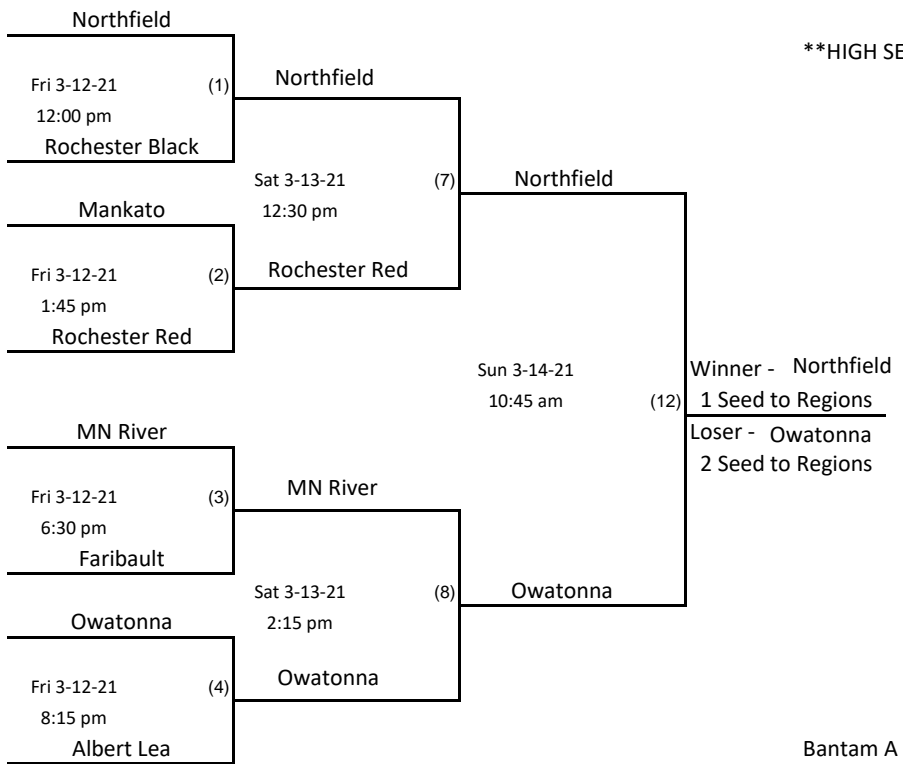 Northfield
**HIGH SE
Fri 3-12-21 (1) Northfield
12:00 pm
Rochester Black
Sat 3-13-21 (7) Northfield
Mankato 12:30 pm
Fri 3-12-21 (2) Rochester Red
1:45 pm
Rochester Red
Sun 3-14-21 Winner - Northfield
10:45 am (12) 1 Seed to Regions
MN River Loser - Owatonna
2 Seed to Regions
Fri 3-12-21 (3) MN River
6:30 pm
Faribault
Sat 3-13-21 (8) Owatonna
Owatonna 2:15 pm
Fri 3-12-21 (4) Owatonna
8:15 pm
Albert Lea Bantam A